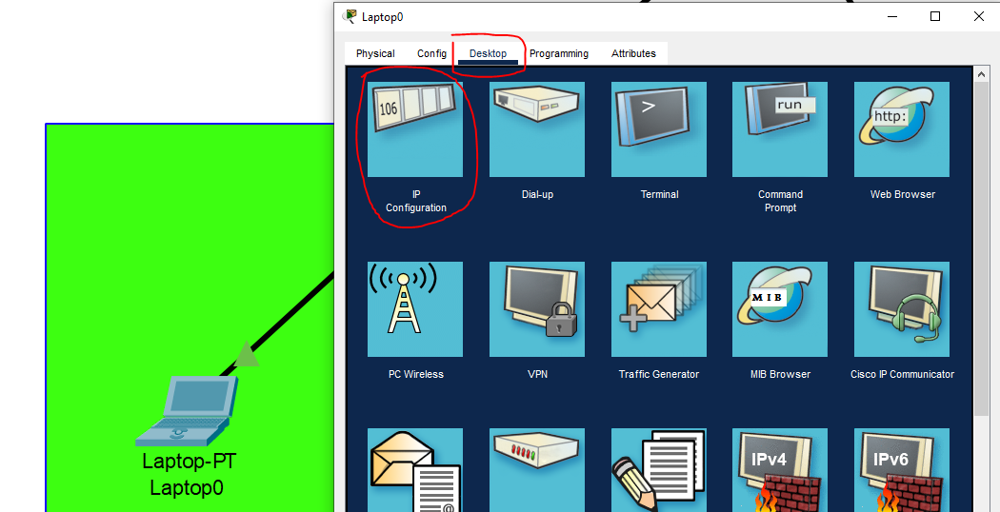 Laptop0
Physical Config Desktop Programming Attributes
106
>
run
http:
IP
Configuration
Dial-up
Terminal
Command
Prompt
Web Browser
MIB
PC Wireless
VPN
Traffic Generator
MIB Browser
Cisco IP Communicator
@
IPv4
IPv6
Laptop-PT
Laptop0